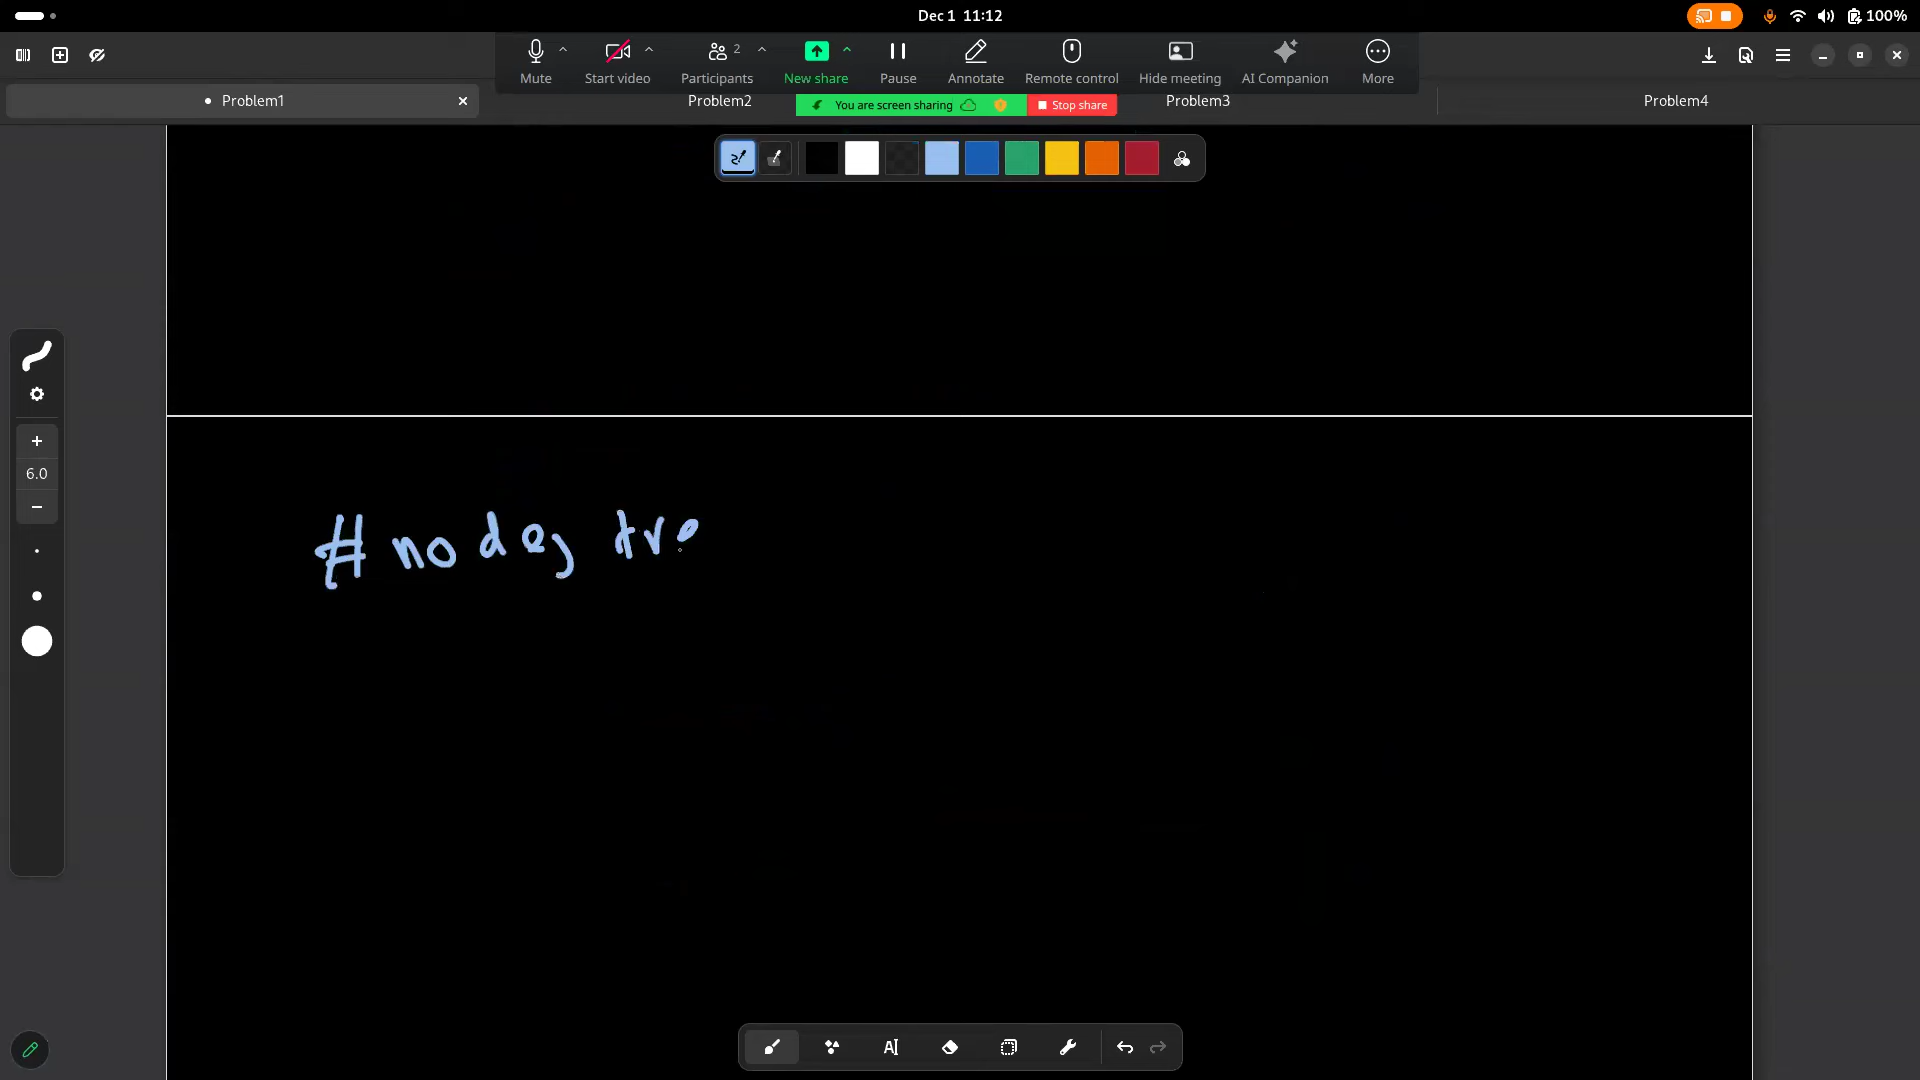 Dec 1 11:12
100%
Mute
Start video
2
Participants
New share
Pause
Annotate
Remote control
Hide meeting
AI Companion
More
Problem1
Problem2
You are screen sharing
Stop share
Problem3
Problem4
6.0
# nodes tre